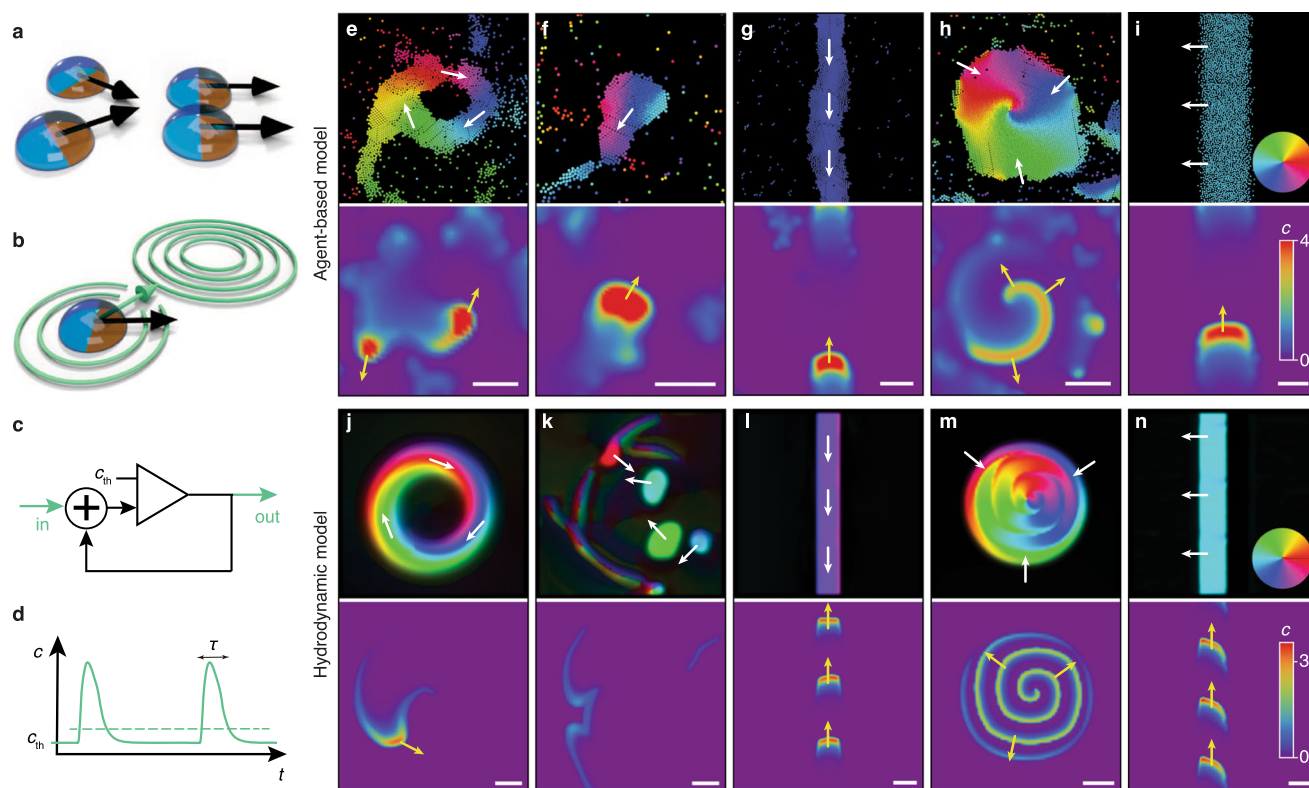 a
b
c
c_th
in
out
d
c
τ
c_th
t
Agent-based model
e
f
g
h
i
c
4
0
Hydrodynamic model
j
k
l
m
n
c
3
0